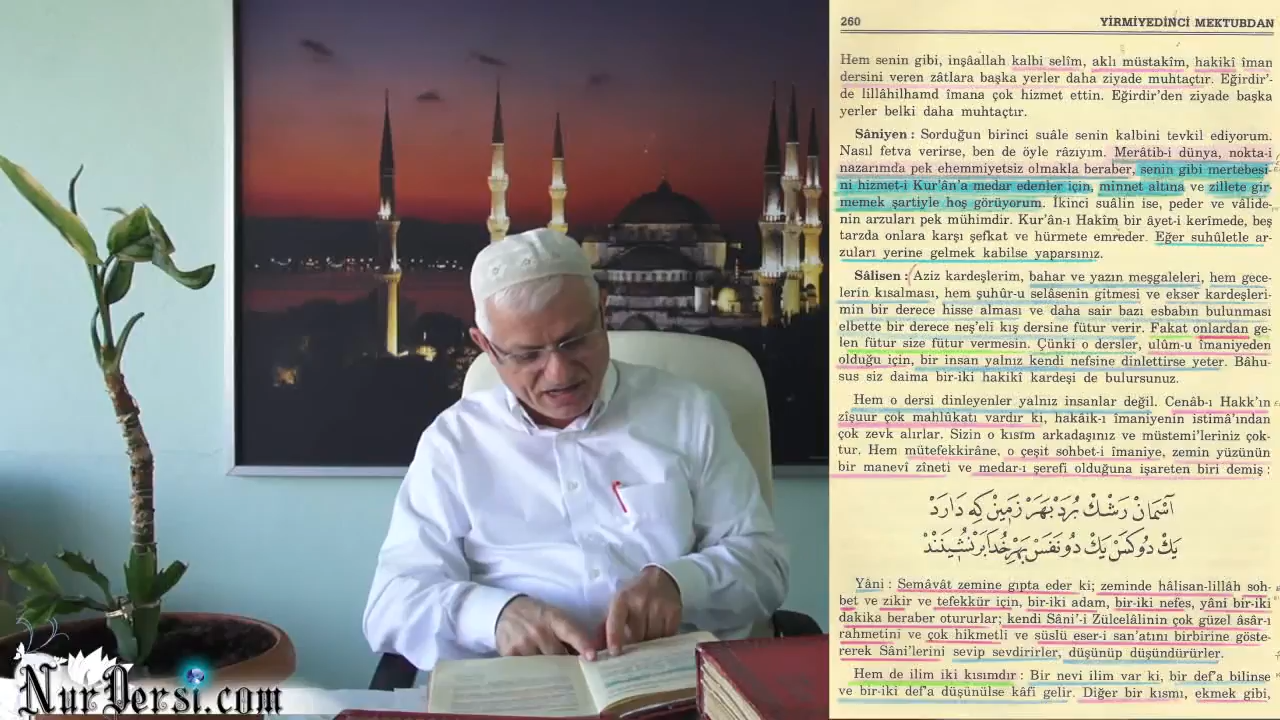 260 YİRMİYEDİNCİ MEKTUBDAN
Hem senin gibi, inşâallah kalbi selîm, aklı müstakîm, hakikî îman
dersini veren zâtlara başka yerler daha ziyade muhtaçtır. Eğirdir'-
de lillâhilhamd îmana çok hizmet ettin. Eğirdir'den ziyade başka
yerler belki daha muhtaçtır.
Sâniyen : Sorduğun birinci suâle senin kalbini tevkil ediyorum.
Nasıl fetva verirse, ben de öyle râzıyım. Merâtib-i dünya, nokta-i
nazarımda pek ehemmiyetsiz olmakla beraber, senin gibi mertebesi-
ni hizmet-i Kur'ân'a medar edenler için, minnet altına ve zillete gir-
memek şartiyle hoş görüyorum. İkinci suâlin ise, peder ve vâlide-
nin arzuları pek mühimdir. Kur'ân-ı Hakîm bir âyet-i kerîmede, beş
tarzda onlara karşı şefkat ve hürmete emreder. Eğer suhûletle ar-
zuları yerine gelmek kabilse yaparsınız.
Sâlisen : Aziz kardeşlerim, bahar ve yazın meşgaleleri, hem gece-
lerin kısalması, hem şuhûr-u selâsenin gitmesi ve ekser kardeşleri-
min bir derece hisse alması ve daha sair bazı esbabın bulunması
elbette bir derece neş'eli kış dersine fütur verir. Fakat onlardan ge-
len fütur size fütur vermesin. Çünki o dersler, ulûm-u îmaniyeden
olduğu için, bir insan yalnız kendi nefsine dinlettirse yeter. Bâhu-
sus siz daima bir-iki hakikî kardeşi de bulursunuz.
Hem o dersi dinleyenler yalnız insanlar değil. Cenâb-ı Hakk'ın
zîşuur çok mahlûkatı vardır ki, hakâik-ı îmaniyenin istimâ'ından
çok zevk alırlar. Sizin o kısım arkadaşınız ve müstemi'leriniz çok-
tur. Hem mütefekkirâne, o çeşit sohbet-i îmaniye, zemin yüzünün
bir manevî zîneti ve medar-ı şerefi olduğuna işareten biri demiş :
آسْمَانْ رَشْكْ بُرَدْ بَهَرْ زَمِينْ كِه دَارَدْ
يَكْ دُوكَسْ يَكْ دُو نَفَسْ بَهْرِ خُدَا بَرْ نِشِينَنْدْ
Yâni : Semâvât zemine gıpta eder ki; zeminde hâlisan-lillâh soh-
bet ve zikir ve tefekkür için, bir-iki adam, bir-iki nefes, yâni bir-iki
dakika beraber otururlar; kendi Sâni'-i Zülcelâlinin çok güzel âsâr-ı
rahmetini ve çok hikmetli ve süslü eser-i san'atını birbirine göste-
rerek Sâni'lerini sevip sevdirirler, düşünüp düşündürürler.
Hem de ilim iki kısımdır : Bir nevi ilim var ki, bir def'a bilinse
ve bir-iki def'a düşünülse kâfi gelir. Diğer bir kısmı, ekmek gibi,
NurDersi.com